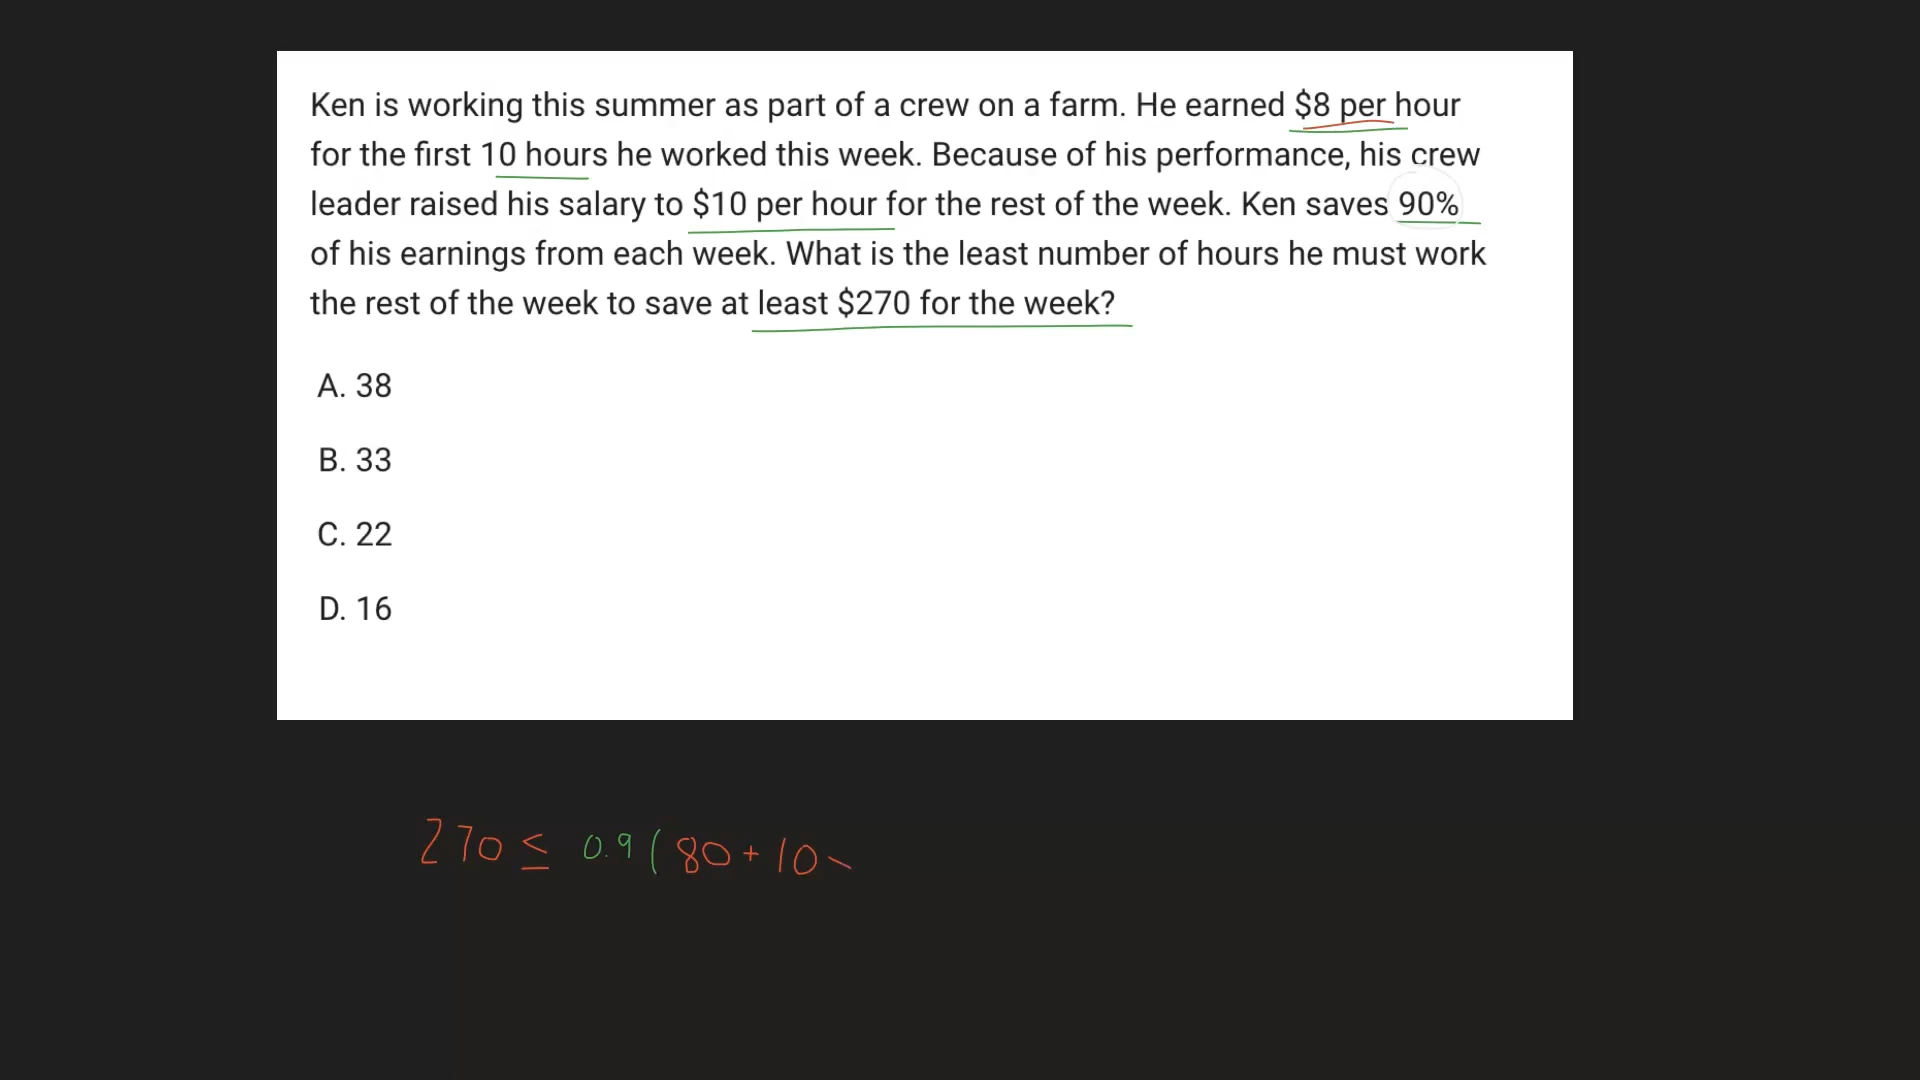 Ken is working this summer as part of a crew on a farm. He earned $8 per hour
for the first 10 hours he worked this week. Because of his performance, his crew
leader raised his salary to $10 per hour for the rest of the week. Ken saves 90%
of his earnings from each week. What is the least number of hours he must work
the rest of the week to save at least $270 for the week?
A. 38
B. 33
C. 22
D. 16
270 ≤ 0.9(80+10